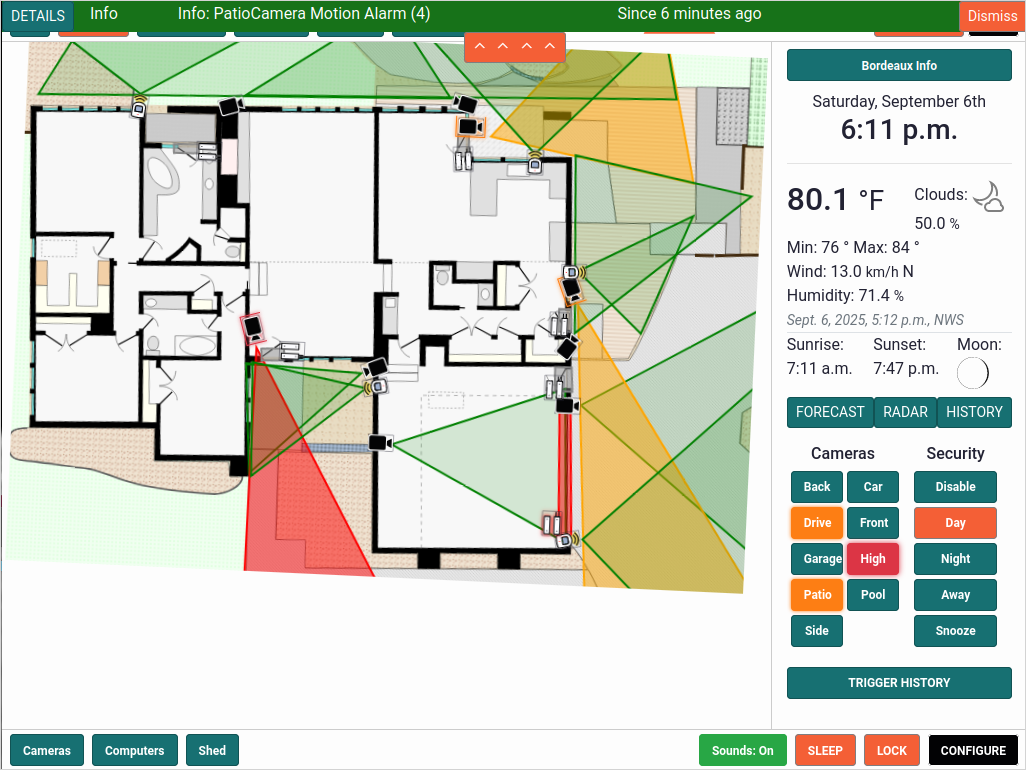 DETAILS Info Info: PatioCamera Motion Alarm (4) Since 6 minutes ago Dismiss
Bordeaux Info
Saturday, September 6th
6:11 p.m.
80.1 °F Clouds:
50.0 %
Min: 76 ° Max: 84 °
Wind: 13.0 km/h N
Humidity: 71.4 %
Sept. 6, 2025, 5:12 p.m., NWS
Sunrise: Sunset: Moon:
7:11 a.m. 7:47 p.m.
FORECAST RADAR HISTORY
Cameras Security
Back Car Disable
Drive Front Day
Garage High Night
Patio Pool Away
Side Snooze
TRIGGER HISTORY
Cameras Computers Shed Sounds: On SLEEP LOCK CONFIGURE